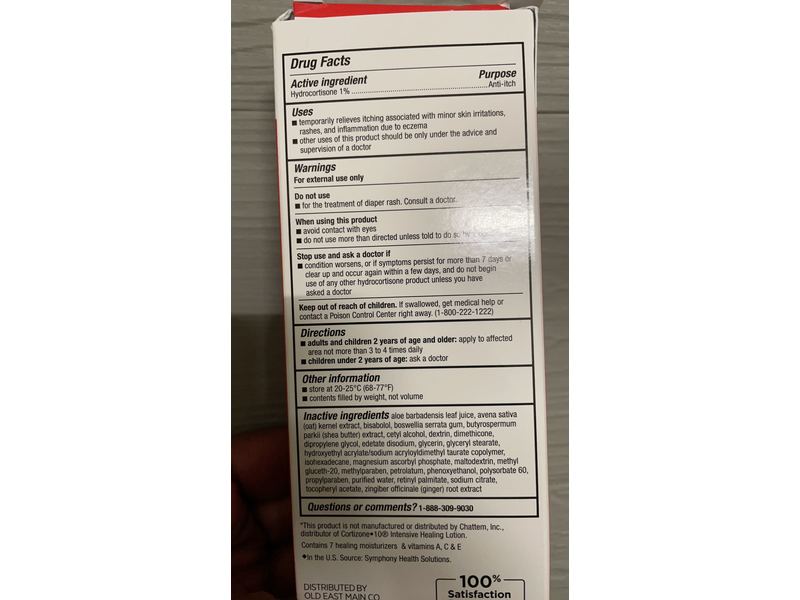 Drug Facts
Active ingredient Purpose
Hydrocortisone 1% ........................................................ Anti-itch
Uses
■ temporarily relieves itching associated with minor skin irritations,
rashes, and inflammation due to eczema
■ other uses of this product should be only under the advice and
supervision of a doctor
Warnings
For external use only
Do not use
■ for the treatment of diaper rash. Consult a doctor.
When using this product
■ avoid contact with eyes
■ do not use more than directed unless told to do so
Stop use and ask a doctor if
■ condition worsens, or if symptoms persist for more than 7 days or
clear up and occur again within a few days, and do not begin
use of any other hydrocortisone product unless you have
asked a doctor
Keep out of reach of children. If swallowed, get medical help or
contact a Poison Control Center right away. (1-800-222-1222)
Directions
■ adults and children 2 years of age and older: apply to affected
area not more than 3 to 4 times daily
■ children under 2 years of age: ask a doctor
Other information
■ store at 20-25°C (68-77°F)
■ contents filled by weight, not volume
Inactive ingredients aloe barbadensis leaf juice, avena sativa
(oat) kernel extract, bisabolol, boswellia serrata gum, butyrospermum
parkii (shea butter) extract, cetyl alcohol, dextrin, dimethicone,
dipropylene glycol, edetate disodium, glycerin, glyceryl stearate,
hydroxyethyl acrylate/sodium acryloyldimethyl taurate copolymer,
isohexadecane, magnesium ascorbyl phosphate, maltodextrin, methyl
gluceth-20, methylparaben, petrolatum, phenoxyethanol, polysorbate 60,
propylparaben, purified water, retinyl palmitate, sodium citrate,
tocopheryl acetate, zingiber officinale (ginger) root extract
Questions or comments? 1-888-309-9030
*This product is not manufactured or distributed by Chattem, Inc.,
distributor of Cortizone•10® Intensive Healing Lotion.
Contains 7 healing moisturizers & vitamins A, C & E
◆In the U.S. Source: Symphony Health Solutions.
DISTRIBUTED BY
OLD EAST MAIN CO
100%
Satisfaction